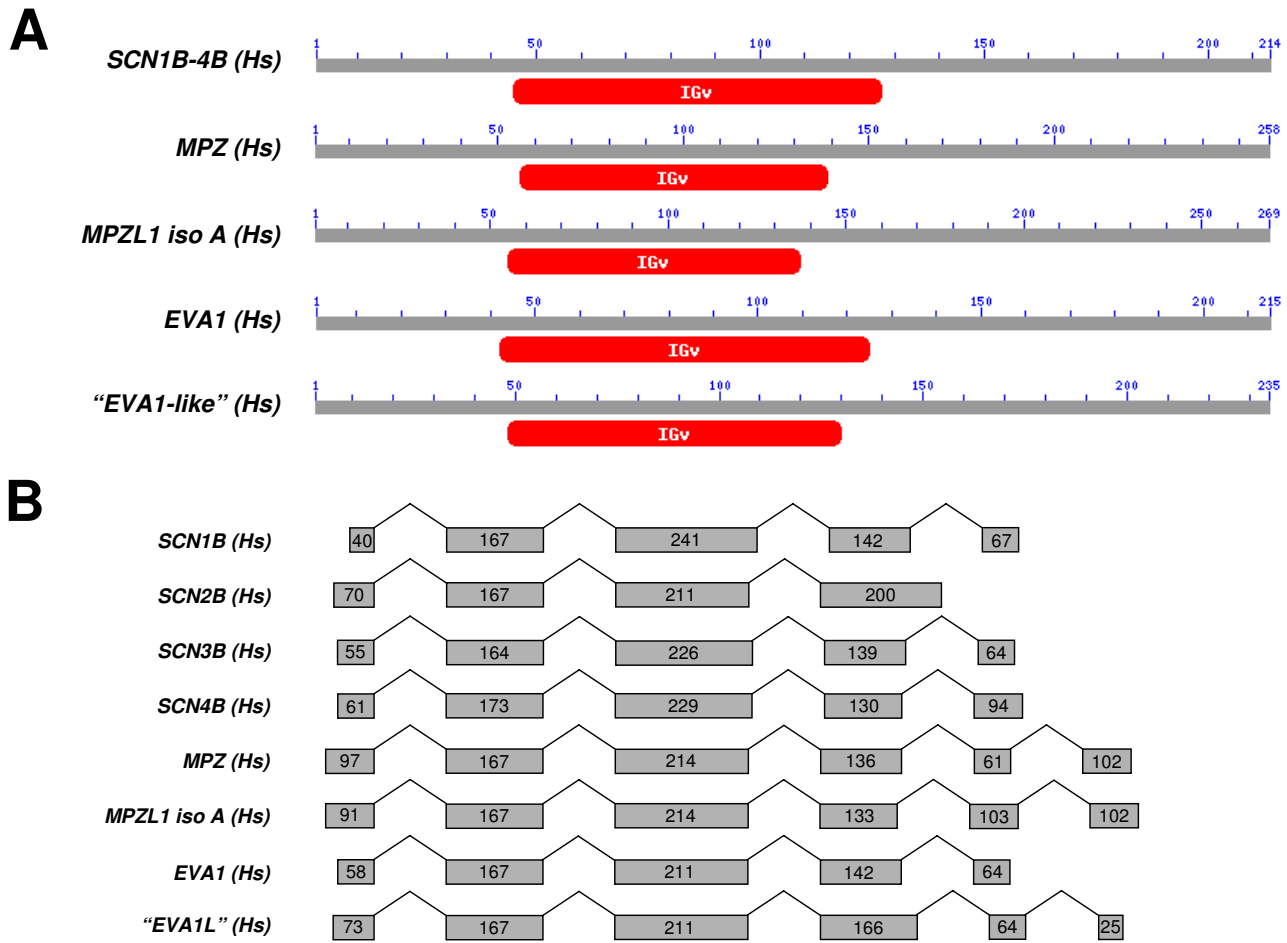 A
SCN1B-4B (Hs)
1 50 100 150 200 214
IGv
MPZ (Hs)
1 50 100 150 200 258
IGv
MPZL1 iso A (Hs)
1 50 100 150 200 250 269
IGv
EVA1 (Hs)
1 50 100 150 200 215
IGv
“EVA1-like” (Hs)
1 50 100 150 200 235
IGv
B
SCN1B (Hs) 40 167 241 142 67
SCN2B (Hs) 70 167 211 200
SCN3B (Hs) 55 164 226 139 64
SCN4B (Hs) 61 173 229 130 94
MPZ (Hs) 97 167 214 136 61 102
MPZL1 iso A (Hs) 91 167 214 133 103 102
EVA1 (Hs) 58 167 211 142 64
“EVA1L” (Hs) 73 167 211 166 64 25